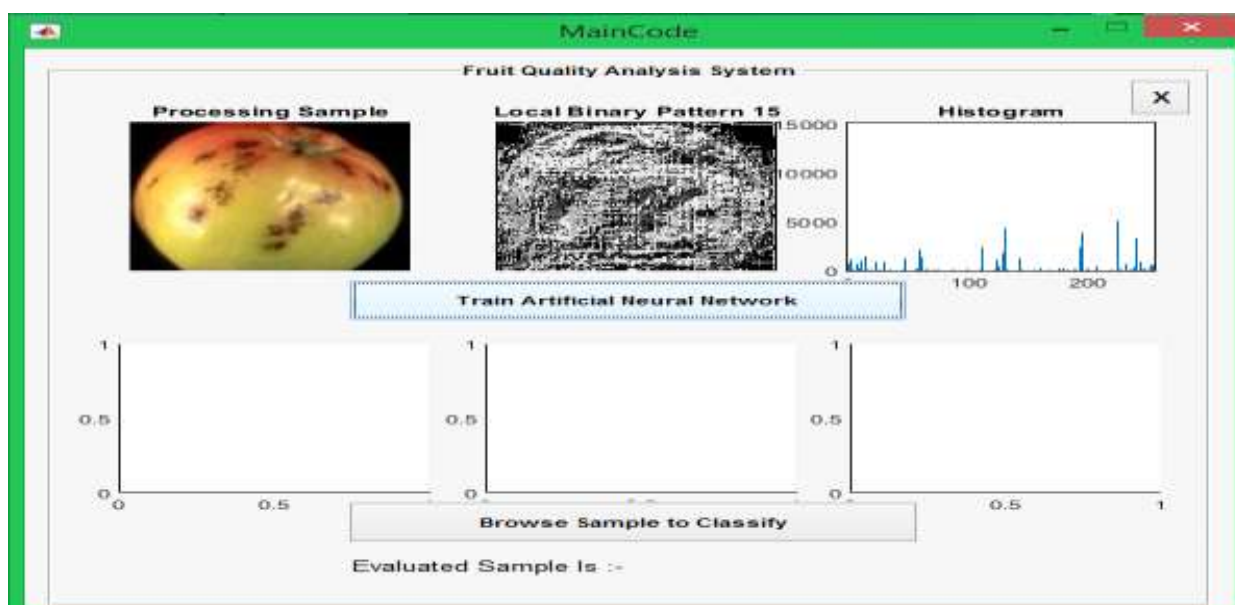 MainCode
Fruit Quality Analysis System
x
Processing Sample
Local Binary Pattern 15
Histogram
15000
10000
5000
0
100
200
Train Artificial Neural Network
1
0.5
0
0
0.5
1
0.5
0
1
0.5
0
0
0.5
1
Browse Sample to Classify
Evaluated Sample Is :-